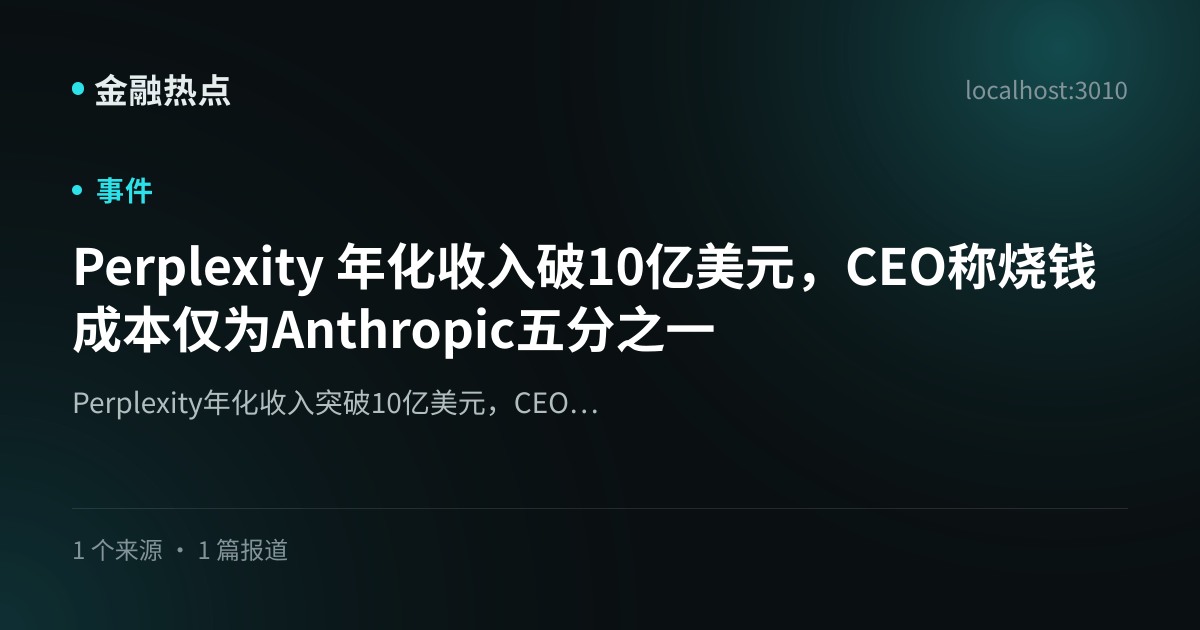 金融热点
localhost:3010
事件
Perplexity 年化收入破10亿美元，CEO称烧钱
成本仅为Anthropic五分之一
Perplexity年化收入突破10亿美元，CEO…
1 个来源 · 1 篇报道